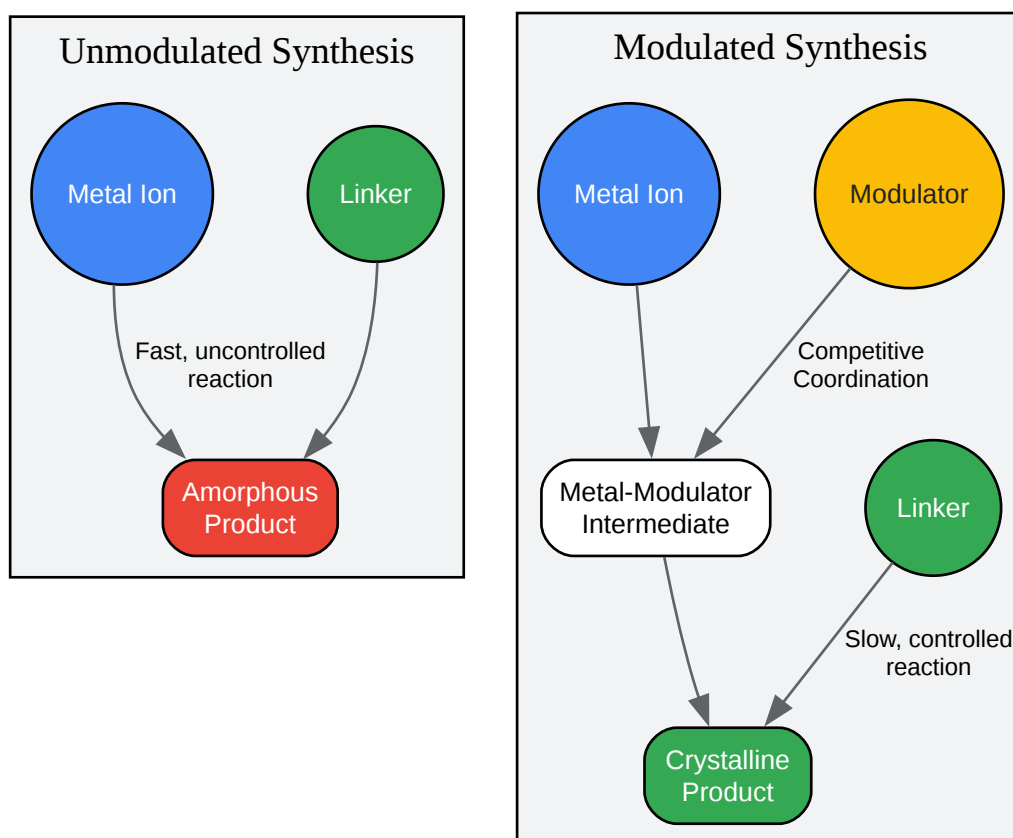 Unmodulated Synthesis
Metal Ion
Linker
Fast, uncontrolled
reaction
Amorphous
Product
Modulated Synthesis
Metal Ion
Modulator
Competitive
Coordination
Metal-Modulator
Intermediate
Linker
Slow, controlled
reaction
Crystalline
Product